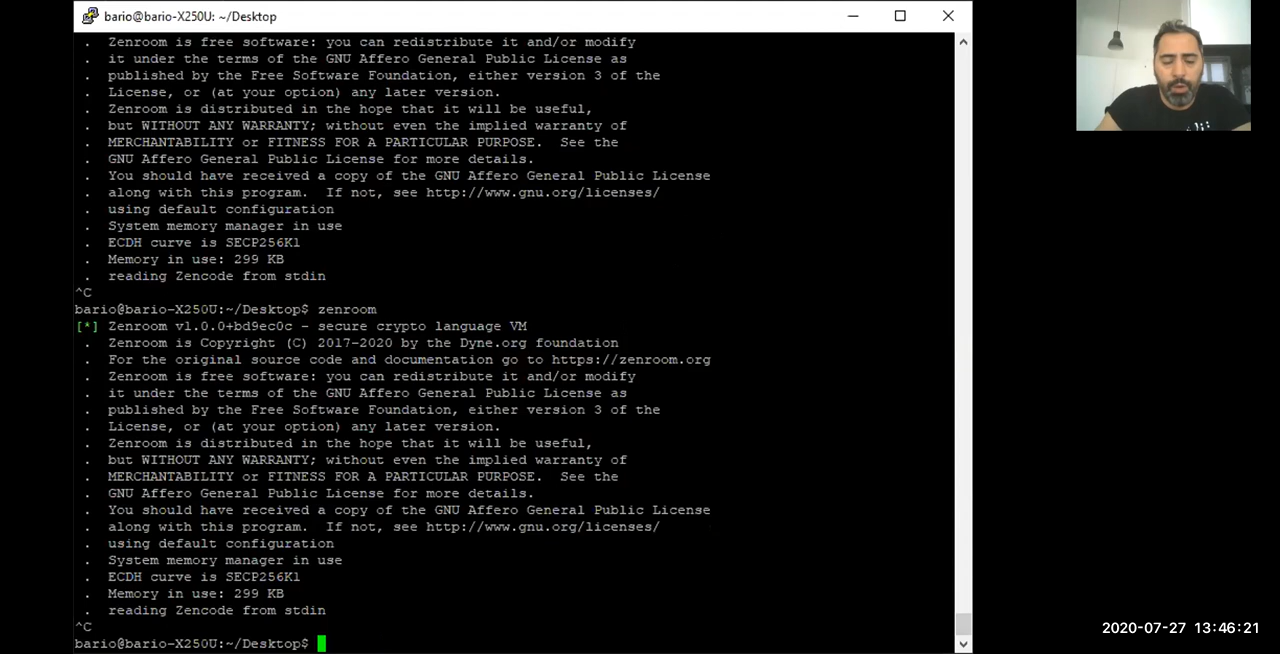 bario@bario-X250U: ~/Desktop
. Zenroom is free software: you can redistribute it and/or modify
. it under the terms of the GNU Affero General Public License as
. published by the Free Software Foundation, either version 3 of the
. License, or (at your option) any later version.
. Zenroom is distributed in the hope that it will be useful,
. but WITHOUT ANY WARRANTY; without even the implied warranty of
. MERCHANTABILITY or FITNESS FOR A PARTICULAR PURPOSE.  See the
. GNU Affero General Public License for more details.
. You should have received a copy of the GNU Affero General Public License
. along with this program.  If not, see http://www.gnu.org/licenses/
. using default configuration
. System memory manager in use
. ECDH curve is SECP256K1
. Memory in use: 299 KB
. reading Zencode from stdin
^C
bario@bario-X250U:~/Desktop$ zenroom
[*] Zenroom v1.0.0+bd9ec0c - secure crypto language VM
. Zenroom is Copyright (C) 2017-2020 by the Dyne.org foundation
. For the original source code and documentation go to https://zenroom.org
. Zenroom is free software: you can redistribute it and/or modify
. it under the terms of the GNU Affero General Public License as
. published by the Free Software Foundation, either version 3 of the
. License, or (at your option) any later version.
. Zenroom is distributed in the hope that it will be useful,
. but WITHOUT ANY WARRANTY; without even the implied warranty of
. MERCHANTABILITY or FITNESS FOR A PARTICULAR PURPOSE.  See the
. GNU Affero General Public License for more details.
. You should have received a copy of the GNU Affero General Public License
. along with this program.  If not, see http://www.gnu.org/licenses/
. using default configuration
. System memory manager in use
. ECDH curve is SECP256K1
. Memory in use: 299 KB
. reading Zencode from stdin
^C
bario@bario-X250U:~/Desktop$
2020-07-27 13:46:21